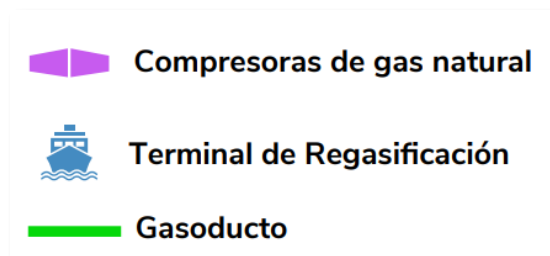 Compresoras de gas natural
Terminal de Regasificación
Gasoducto